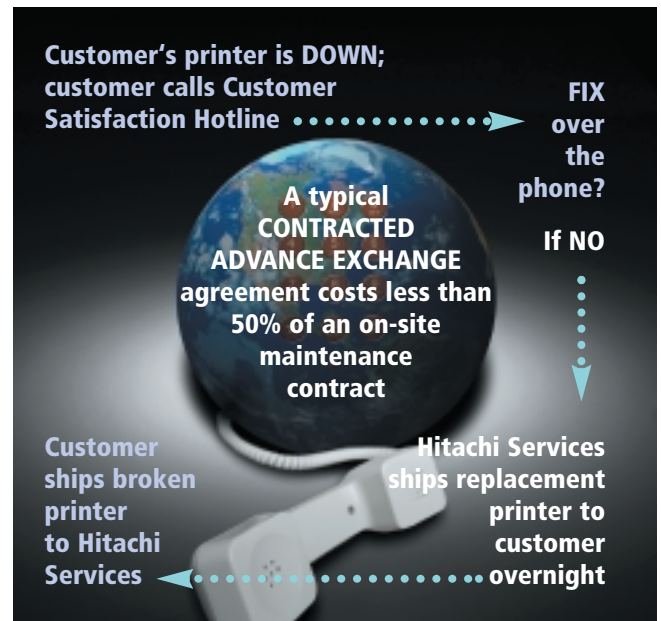 Customer‘s printer is DOWN;
customer calls Customer
Satisfaction Hotline
FIX
over
the
phone?
If NO
A typical
CONTRACTED
ADVANCE EXCHANGE
agreement costs less than
50% of an on-site
maintenance
contract
Hitachi Services
ships replacement
printer to
customer
overnight
Customer
ships broken
printer
to Hitachi
Services